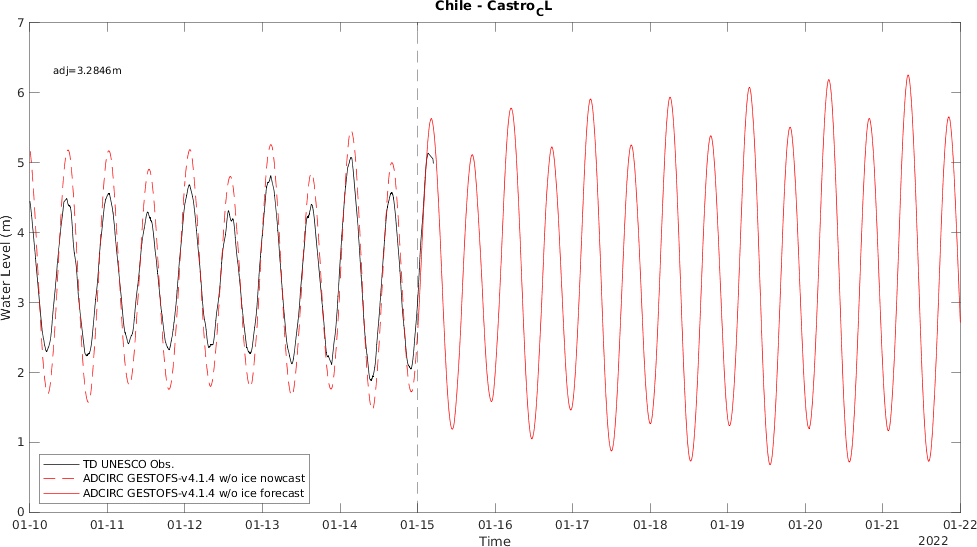 Chile - Castro_CL
7
adj=3.2846m
6
5
4
3
2
1
0
Water Level (m)
TD UNESCO Obs.
ADCIRC GESTOFS-v4.1.4 w/o ice nowcast
ADCIRC GESTOFS-v4.1.4 w/o ice forecast
01-10 01-11 01-12 01-13 01-14 01-15 01-16 01-17 01-18 01-19 01-20 01-21 01-22
Time
2022